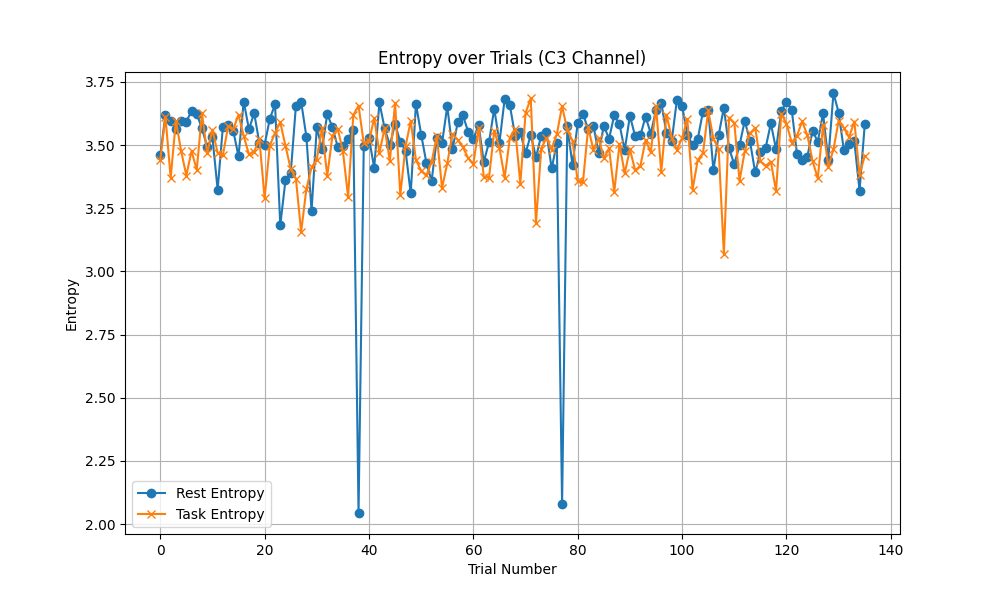 Entropy over Trials (C3 Channel)
Entropy
3.75
3.50
3.25
3.00
2.75
2.50
2.25
2.00
Rest Entropy
Task Entropy
0 20 40 60 80 100 120 140
Trial Number